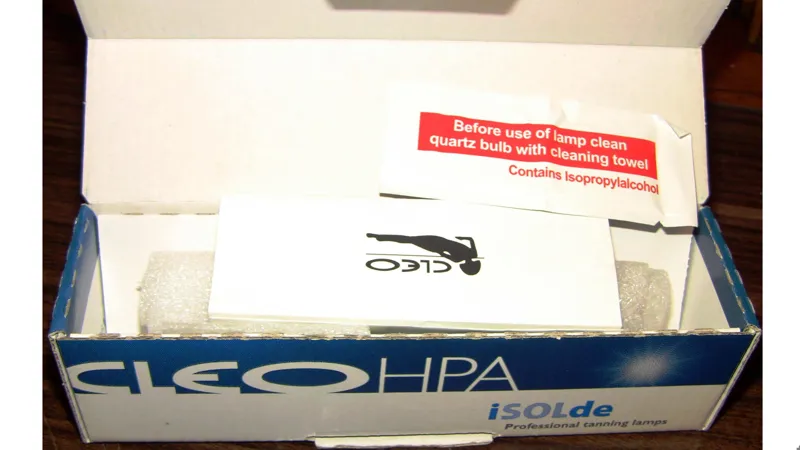 Before use of lamp clean
quartz bulb with cleaning towel
Contains Isopropylalcohol
CLEO
CLEO HPA
iSOLde
Professional tanning lamps